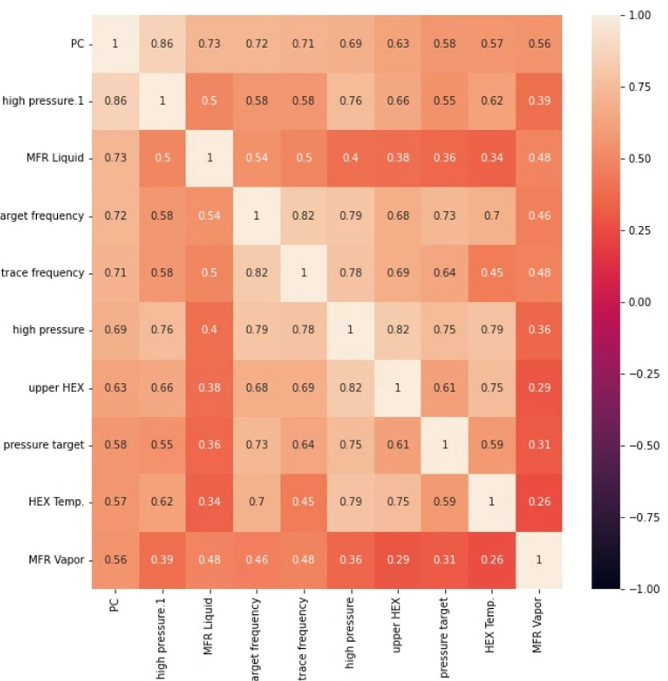 PC 1 0.86 0.73 0.72 0.71 0.69 0.63 0.58 0.57 0.56 1.00
high pressure.1 0.86 1 0.5 0.58 0.58 0.76 0.66 0.55 0.62 0.39 0.75
MFR Liquid 0.73 0.5 1 0.54 0.5 0.4 0.38 0.36 0.34 0.48 0.50
arget frequency 0.72 0.58 0.54 1 0.82 0.79 0.68 0.73 0.7 0.46 0.25
trace frequency 0.71 0.58 0.5 0.82 1 0.78 0.69 0.64 0.45 0.48 0.00
high pressure 0.69 0.76 0.4 0.79 0.78 1 0.82 0.75 0.79 0.36
upper HEX 0.63 0.66 0.38 0.68 0.69 0.82 1 0.61 0.75 0.29 −0.25
pressure target 0.58 0.55 0.36 0.73 0.64 0.75 0.61 1 0.59 0.31 −0.50
HEX Temp. 0.57 0.62 0.34 0.7 0.45 0.79 0.75 0.59 1 0.26 −0.75
MFR Vapor 0.56 0.39 0.48 0.46 0.48 0.36 0.29 0.31 0.26 1 −1.00
PC
high pressure.1
MFR Liquid
arget frequency
trace frequency
high pressure
upper HEX
pressure target
HEX Temp.
MFR Vapor